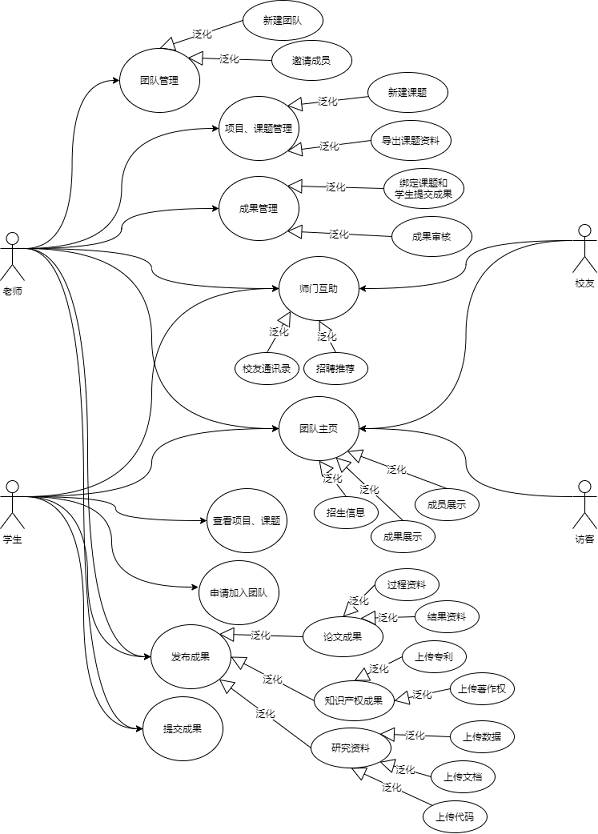 新建团队
泛化
泛化
邀请成员
团队管理
新建课题
泛化
项目、课题管理
导出课题资料
泛化
绑定课题和
学生提交成果
泛化
成果管理
成果审核
泛化
老师
校友
师门互助
泛化
泛化
校友通讯录
招聘推荐
团队主页
泛化
泛化
泛化
成员展示
招生信息
成果展示
学生
访客
查看项目、课题
申请加入团队
过程资料
泛化
结果资料
泛化
论文成果
泛化
发布成果
上传专利
泛化
泛化
上传著作权
泛化
知识产权成果
泛化
提交成果
上传数据
泛化
研究资料
泛化
上传文档
泛化
上传代码